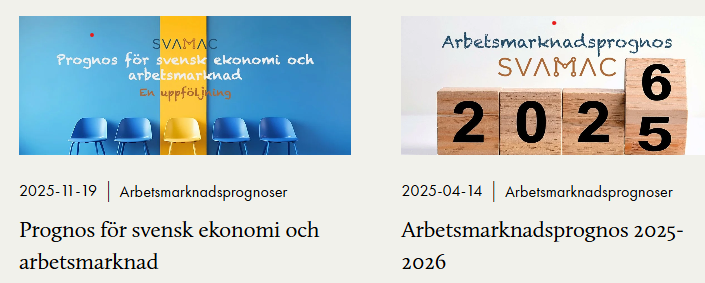 SVAMAC
Prognos för svensk ekonomi och
arbetsmarknad
En uppföljning
2025-11-19 | Arbetsmarknadsprognoser
Prognos för svensk ekonomi och
arbetsmarknad
Arbetsmarknadsprognos
SVAMAC
6
2 0 2 5
2025-04-14 | Arbetsmarknadsprognoser
Arbetsmarknadsprognos 2025-
2026